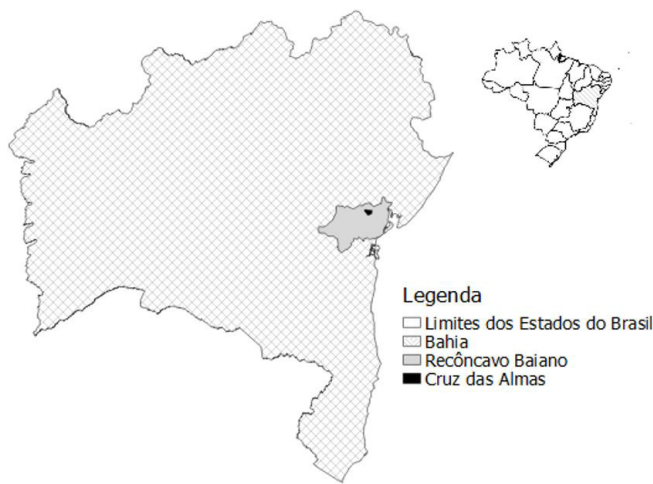 Legenda
Limites dos Estados do Brasil
Bahia
Recôncavo Baiano
Cruz das Almas